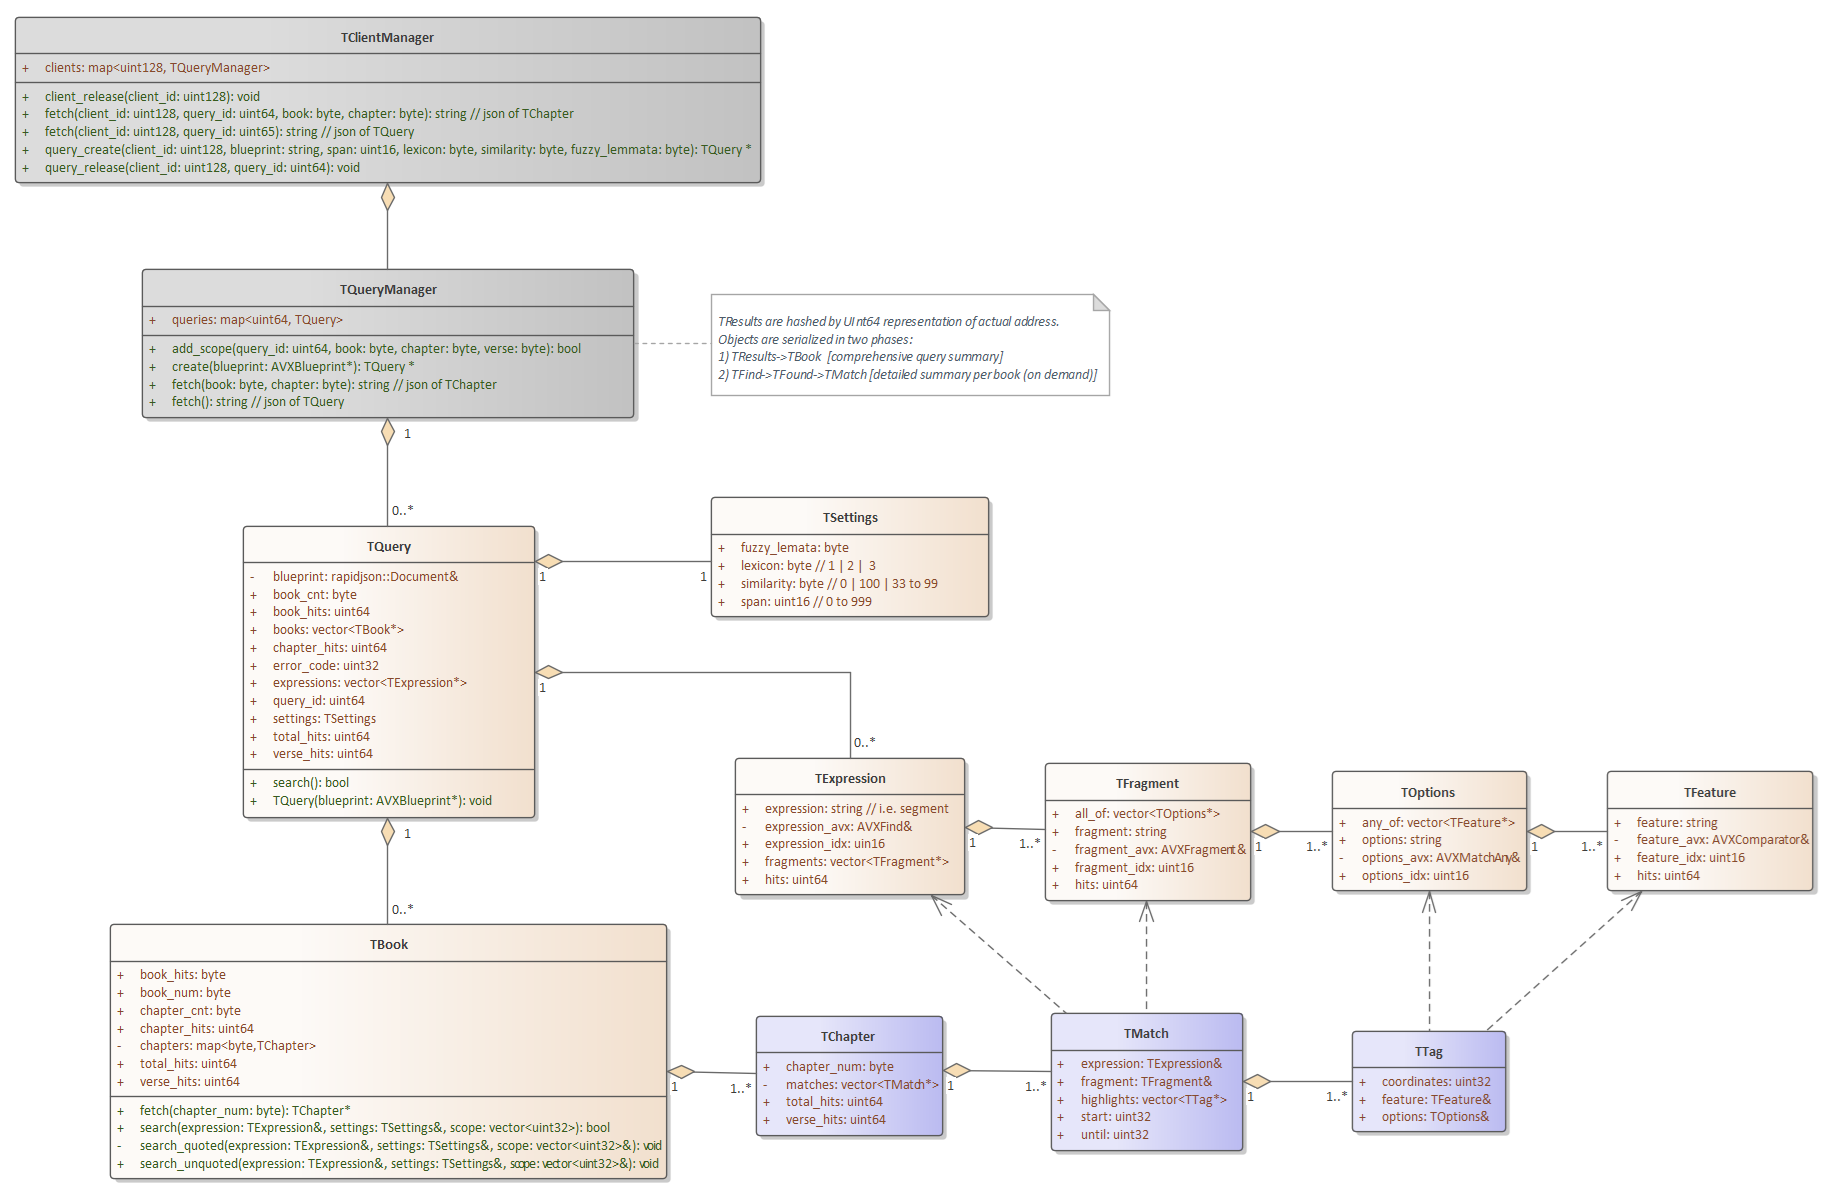 TClientManager
+ clients: map<uint128, TQueryManager>
+ client_release(client_id: uint128): void
+ fetch(client_id: uint128, query_id: uint64, book: byte, chapter: byte): string // json of TChapter
+ fetch(client_id: uint128, query_id: uint65): string // json of TQuery
+ query_create(client_id: uint128, blueprint: string, span: uint16, lexicon: byte, similarity: byte, fuzzy_lemmata: byte): TQuery *
+ query_release(client_id: uint128, query_id: uint64): void
TQueryManager
+ queries: map<uint64, TQuery>
+ add_scope(query_id: uint64, book: byte, chapter: byte, verse: byte): bool
+ create(blueprint: AVXBlueprint*): TQuery *
+ fetch(book: byte, chapter: byte): string // json of TChapter
+ fetch(): string // json of TQuery
TResults are hashed by UInt64 representation of actual address.
Objects are serialized in two phases:
1) TResults->TBook [comprehensive query summary]
2) TFind->TFound->TMatch [detailed summary per book (on demand)]
1
0..*
TQuery
- blueprint: rapidjson::Document&
+ book_cnt: byte
+ book_hits: uint64
+ books: vector<TBook*>
+ chapter_hits: uint64
+ error_code: uint32
+ expressions: vector<TExpression*>
+ query_id: uint64
+ settings: TSettings
+ total_hits: uint64
+ verse_hits: uint64
+ search(): bool
+ TQuery(blueprint: AVXBlueprint*): void
1
1
TSettings
+ fuzzy_lemata: byte
+ lexicon: byte // 1 | 2 | 3
+ similarity: byte // 0 | 100 | 33 to 99
+ span: uint16 // 0 to 999
1
0..*
TExpression
+ expression: string // i.e. segment
- expression_avx: AVXFind&
+ expression_idx: uin16
+ fragments: vector<TFragment*>
+ hits: uint64
1
1..*
TFragment
+ all_of: vector<TOptions*>
+ fragment: string
- fragment_avx: AVXFragment&
+ fragment_idx: uint16
+ hits: uint64
1
1..*
TOptions
+ any_of: vector<TFeature*>
+ options: string
- options_avx: AVXMatchAny&
+ options_idx: uint16
1
1..*
TFeature
+ feature: string
- feature_avx: AVXComparator&
+ feature_idx: uint16
+ hits: uint64
1
0..*
TBook
+ book_hits: byte
+ book_num: byte
+ chapter_cnt: byte
+ chapter_hits: uint64
- chapters: map<byte,TChapter>
+ total_hits: uint64
+ verse_hits: uint64
+ fetch(chapter_num: byte): TChapter*
+ search(expression: TExpression&, settings: TSettings&, scope: vector<uint32>): bool
- search_quoted(expression: TExpression&, settings: TSettings&, scope: vector<uint32>&): void
+ search_unquoted(expression: TExpression&, settings: TSettings&, scope: vector<uint32>&): void
1
1..*
TChapter
+ chapter_num: byte
- matches: vector<TMatch*>
+ total_hits: uint64
+ verse_hits: uint64
1
1..*
TMatch
+ expression: TExpression&
+ fragment: TFragment&
+ highlights: vector<TTag*>
+ start: uint32
+ until: uint32
1
1..*
TTag
+ coordinates: uint32
+ feature: TFeature&
+ options: TOptions&